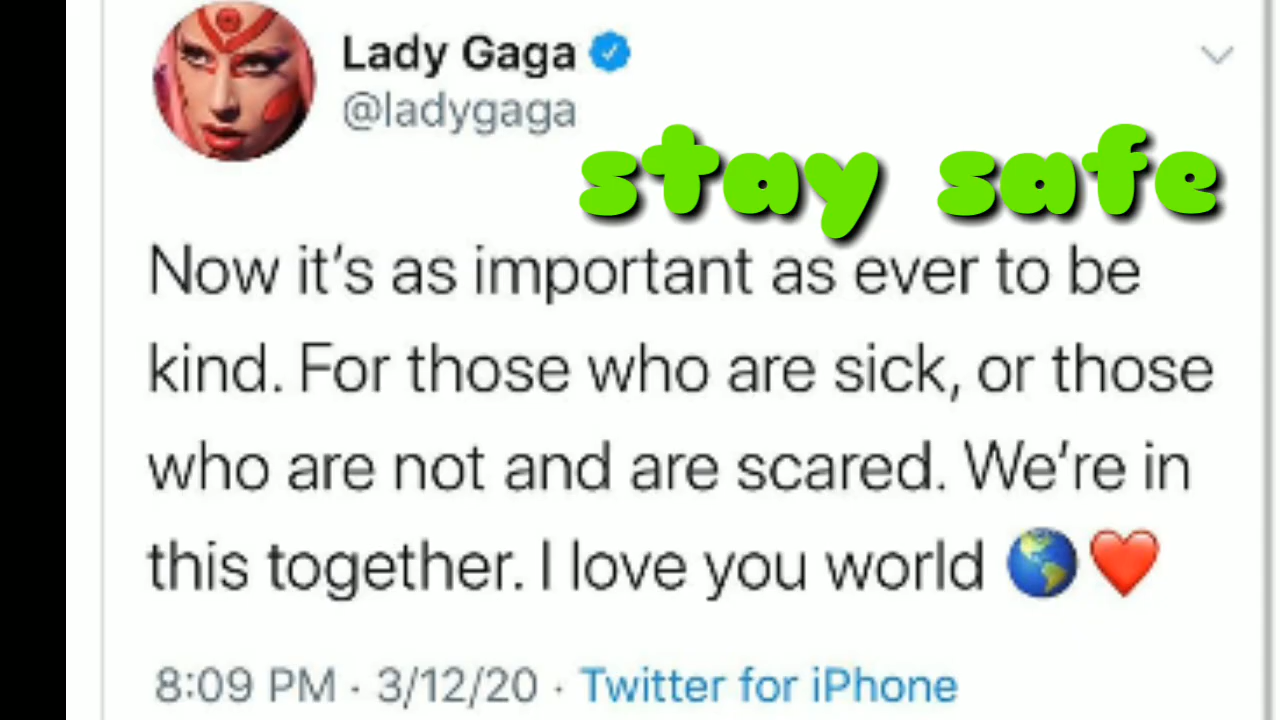 Lady Gaga
@ladygaga
stay safe
Now it's as important as ever to be
kind. For those who are sick, or those
who are not and are scared. We're in
this together. I love you world 🌎❤️
8:09 PM · 3/12/20 · Twitter for iPhone